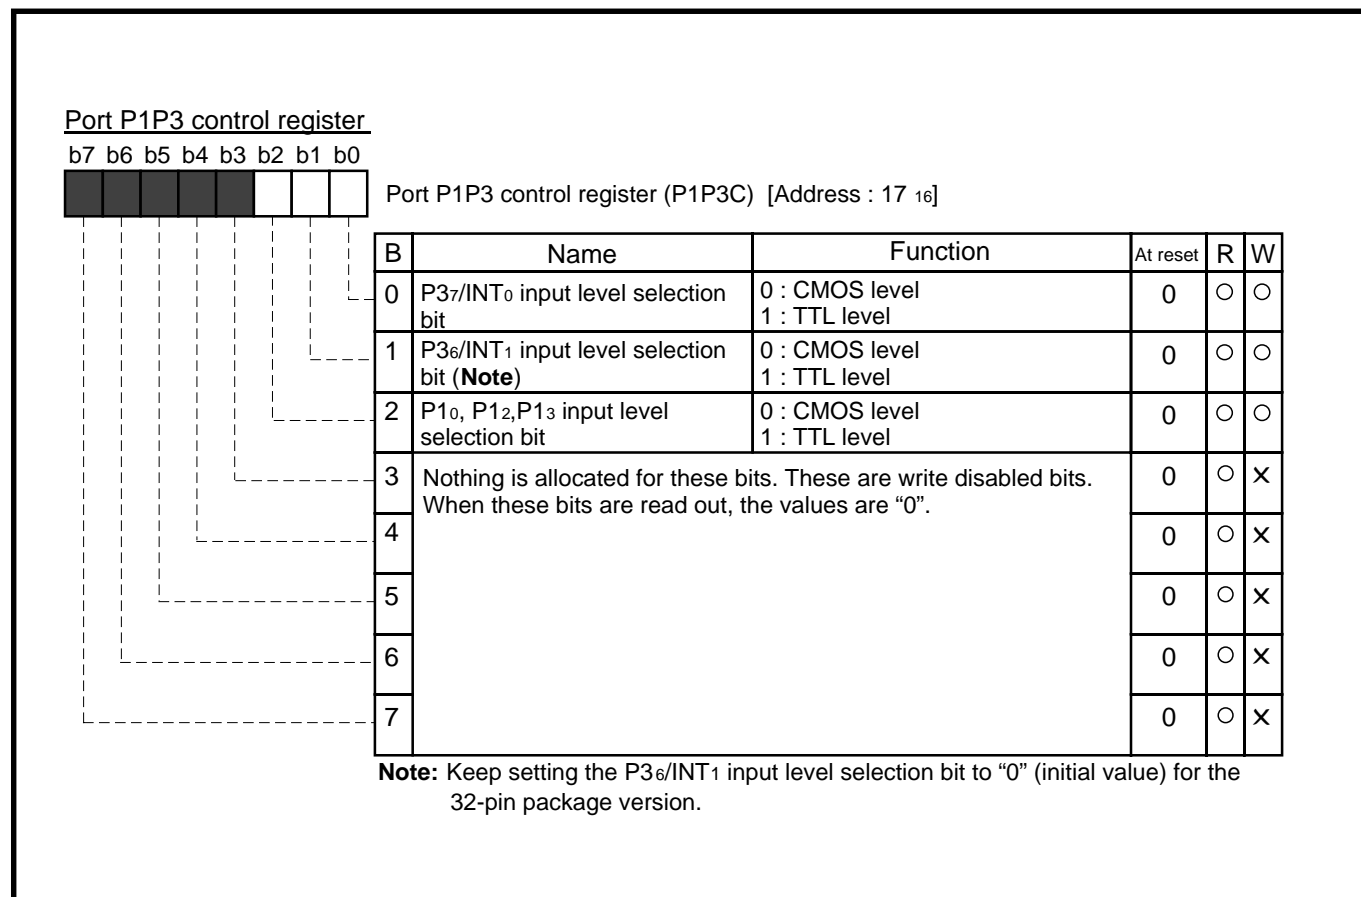 Port P1P3 control register
b7 b6 b5 b4 b3 b2 b1 b0
Port P1P3 control register (P1P3C) [Address : 17 16]
B Name Function At reset R W
0 P37/INT0 input level selection bit 0 : CMOS level 1 : TTL level 0 ○ ○
1 P36/INT1 input level selection bit (Note) 0 : CMOS level 1 : TTL level 0 ○ ○
2 P10, P12,P13 input level selection bit 0 : CMOS level 1 : TTL level 0 ○ ○
3 Nothing is allocated for these bits. These are write disabled bits. 0 ○ ×
When these bits are read out, the values are “0”.
4 0 ○ ×
5 0 ○ ×
6 0 ○ ×
7 0 ○ ×
Note: Keep setting the P36/INT1 input level selection bit to “0” (initial value) for the
32-pin package version.